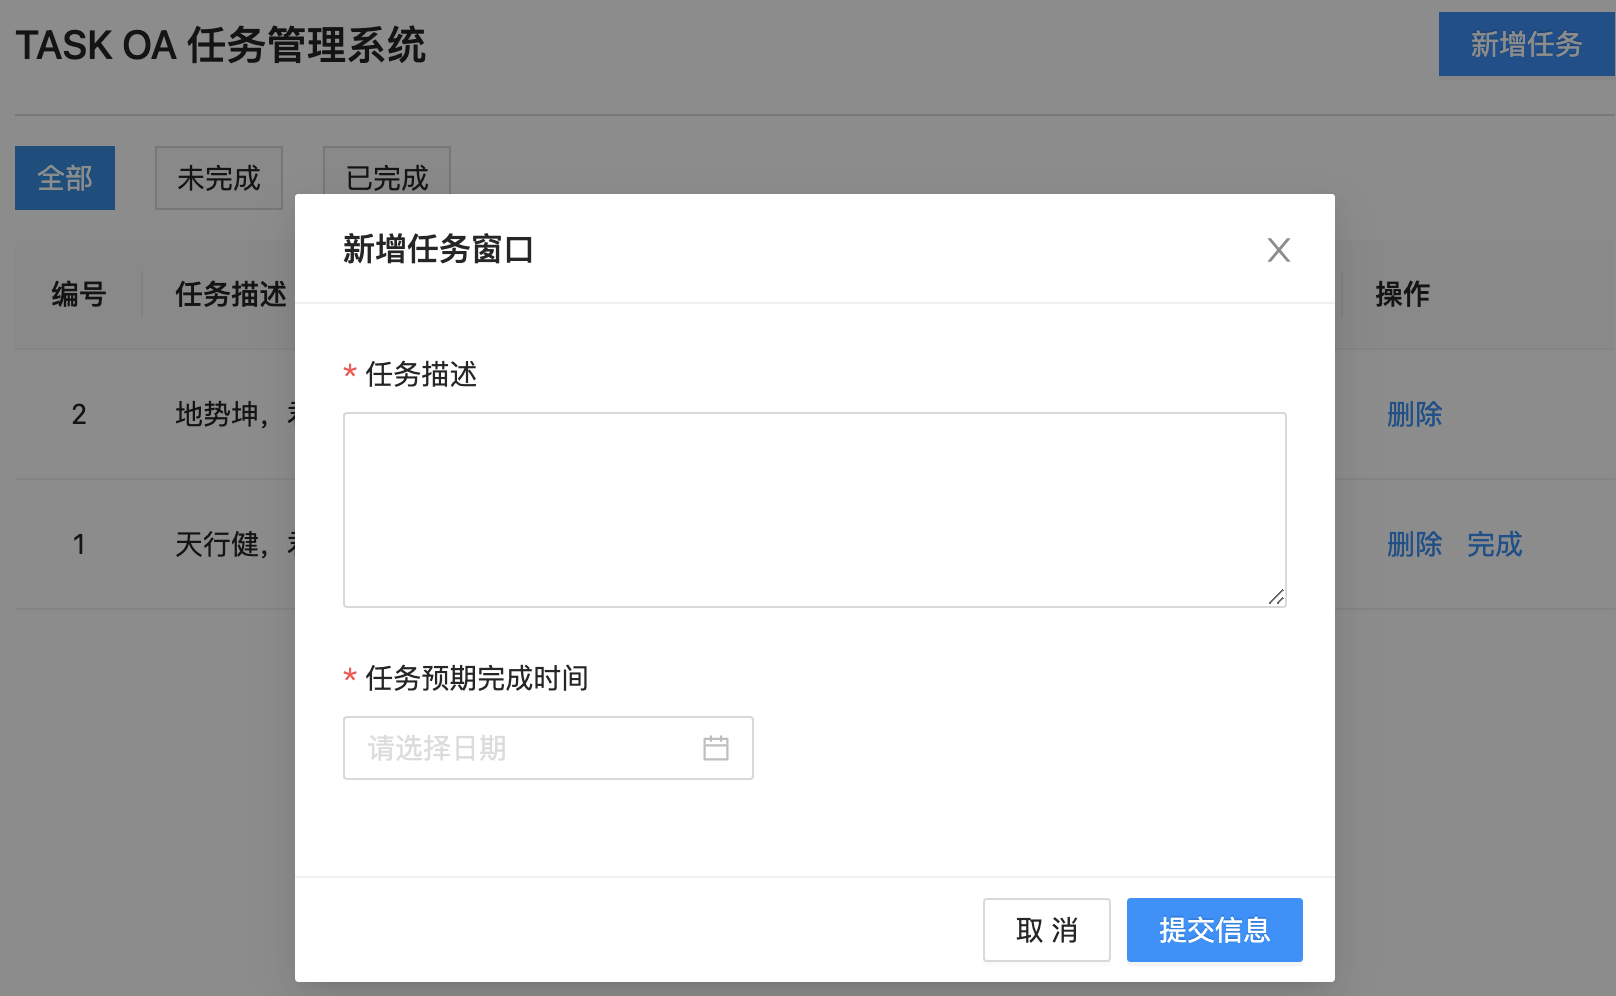 TASK OA 任务管理系统
新增任务
全部 未完成 已完成
新增任务窗口
编号 任务描述 操作
* 任务描述
2 地势坤, 删除
1 天行健, 删除 完成
* 任务预期完成时间
请选择日期
取 消 提交信息